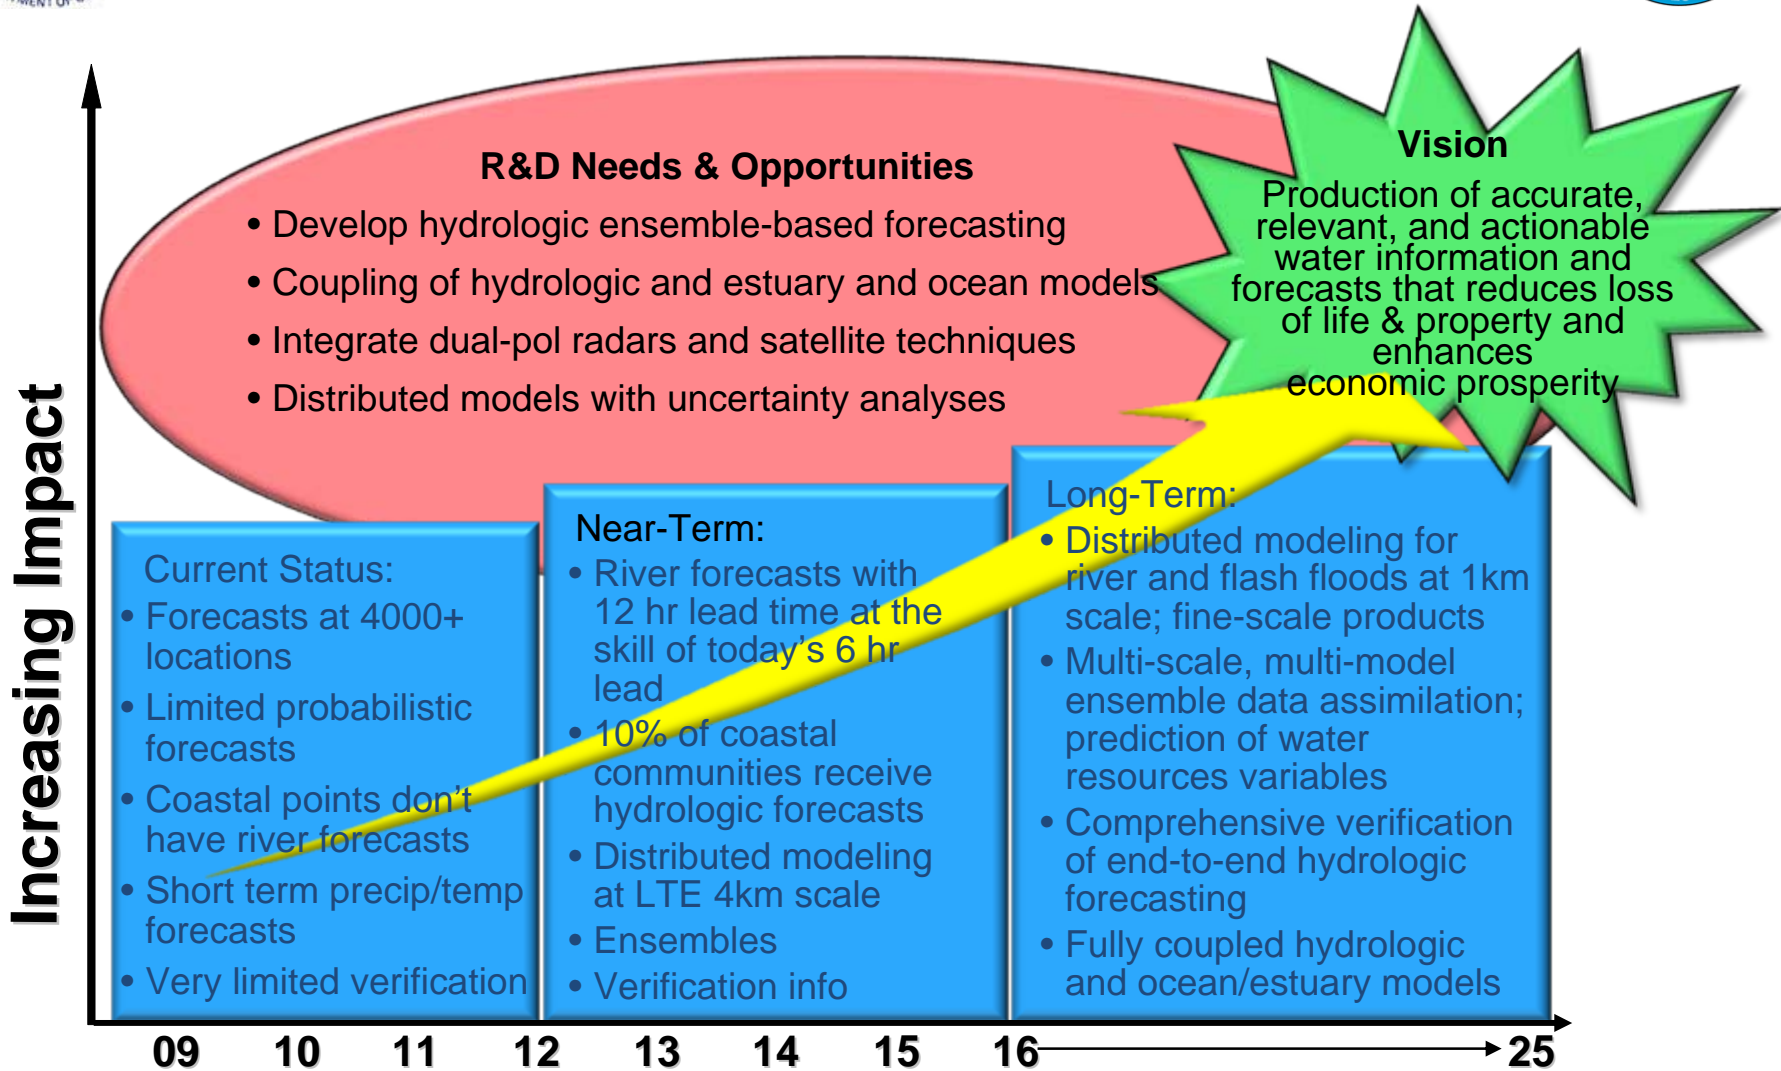 R&D Needs & Opportunities
• Develop hydrologic ensemble-based forecasting
• Coupling of hydrologic and estuary and ocean models
• Integrate dual-pol radars and satellite techniques
• Distributed models with uncertainty analyses
Vision
Production of accurate,
relevant, and actionable
water information and
forecasts that reduces loss
of life & property and
enhances
economic prosperity
Increasing Impact
Current Status:
• Forecasts at 4000+
locations
• Limited probabilistic
forecasts
• Coastal points don’t
have river forecasts
• Short term precip/temp
forecasts
• Very limited verification
Near-Term:
• River forecasts with
12 hr lead time at the
skill of today’s 6 hr
lead
• 10% of coastal
communities receive
hydrologic forecasts
• Distributed modeling
at LTE 4km scale
• Ensembles
• Verification info
Long-Term:
• Distributed modeling for
river and flash floods at 1km
scale; fine-scale products
• Multi-scale, multi-model
ensemble data assimilation;
prediction of water
resources variables
• Comprehensive verification
of end-to-end hydrologic
forecasting
• Fully coupled hydrologic
and ocean/estuary models
09 10 11 12 13 14 15 16 25